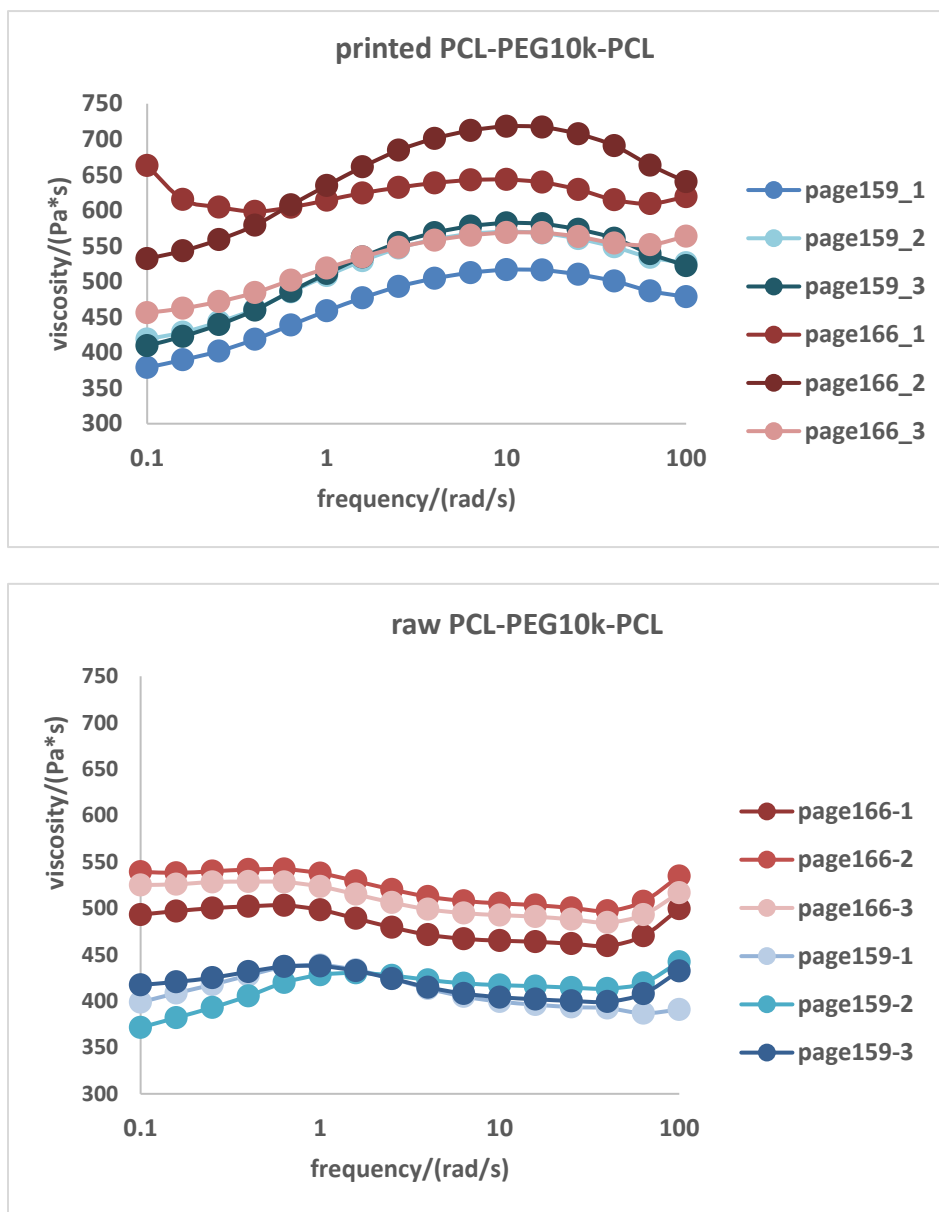 printed PCL-PEG10k-PCL
750
700
650
600
550
500
450
400
350
300
viscosity/(Pa*s)
0.1 1 10 100
frequency/(rad/s)
page159_1
page159_2
page159_3
page166_1
page166_2
page166_3
raw PCL-PEG10k-PCL
750
700
650
600
550
500
450
400
350
300
viscosity/(Pa*s)
0.1 1 10 100
frequency/(rad/s)
page166-1
page166-2
page166-3
page159-1
page159-2
page159-3